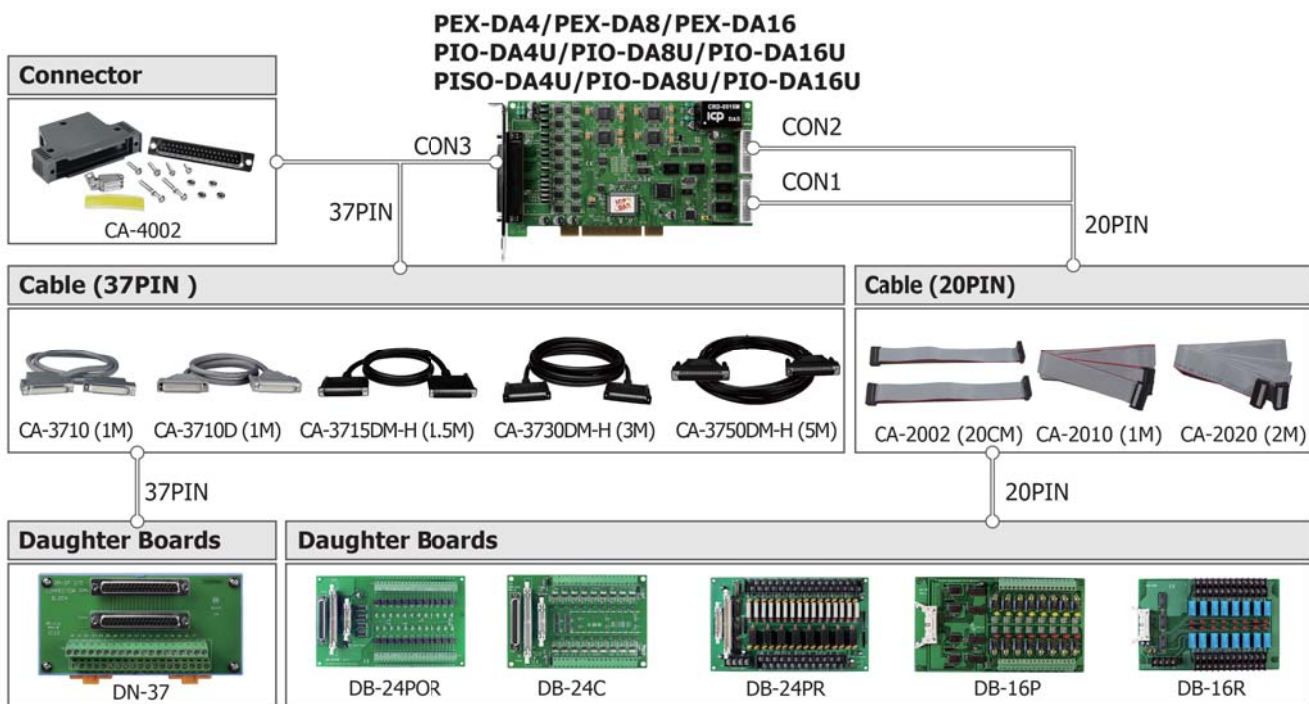 PEX-DA4/PEX-DA8/PEX-DA16
PIO-DA4U/PIO-DA8U/PIO-DA16U
PISO-DA4U/PIO-DA8U/PIO-DA16U
Connector
CA-4002
CON3
37PIN
CON2
CON1
20PIN
Cable (37PIN )
CA-3710 (1M) CA-3710D (1M) CA-3715DM-H (1.5M) CA-3730DM-H (3M) CA-3750DM-H (5M)
Cable (20PIN)
CA-2002 (20CM) CA-2010 (1M) CA-2020 (2M)
37PIN
20PIN
Daughter Boards
DN-37
Daughter Boards
DB-24POR DB-24C DB-24PR DB-16P DB-16R